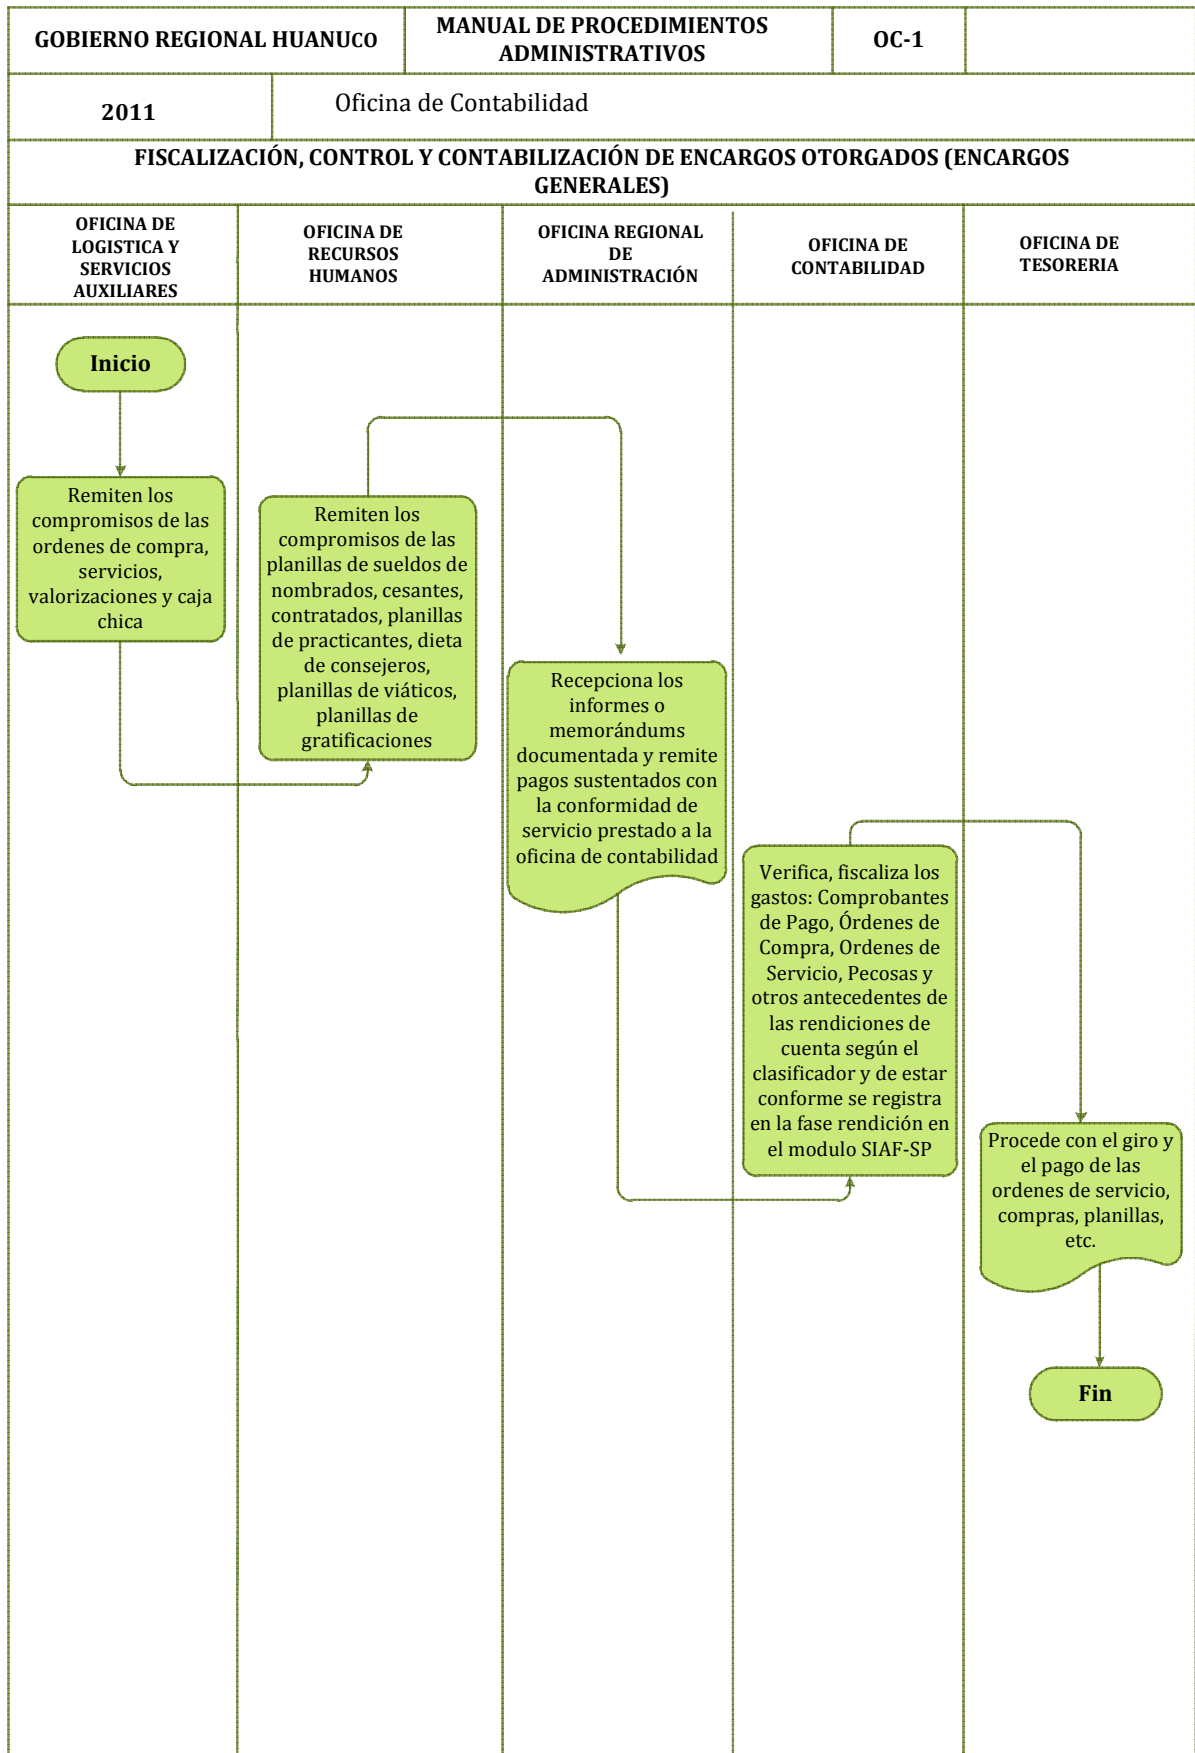 GOBIERNO REGIONAL HUANUCO
MANUAL DE PROCEDIMIENTOS
ADMINISTRATIVOS
OC-1
2011
Oficina de Contabilidad
FISCALIZACIÓN, CONTROL Y CONTABILIZACIÓN DE ENCARGOS OTORGADOS (ENCARGOS
GENERALES)
OFICINA DE
LOGISTICA Y
SERVICIOS
AUXILIARES
OFICINA DE
RECURSOS
HUMANOS
OFICINA REGIONAL
DE
ADMINISTRACIÓN
OFICINA DE
CONTABILIDAD
OFICINA DE
TESORERIA
Inicio
Remiten los
compromisos de las
ordenes de compra,
servicios,
valorizaciones y caja
chica
Remiten los
compromisos de las
planillas de sueldos de
nombrados, cesantes,
contratados, planillas
de practicantes, dieta
de consejeros,
planillas de viáticos,
planillas de
gratificaciones
Recepciona los
informes o
memorándums
documentada y remite
pagos sustentados con
la conformidad de
servicio prestado a la
oficina de contabilidad
Verifica, fiscaliza los
gastos: Comprobantes
de Pago, Órdenes de
Compra, Ordenes de
Servicio, Pecosas y
otros antecedentes de
las rendiciones de
cuenta según el
clasificador y de estar
conforme se registra
en la fase rendición en
el modulo SIAF-SP
Procede con el giro y
el pago de las
ordenes de servicio,
compras, planillas,
etc.
Fin